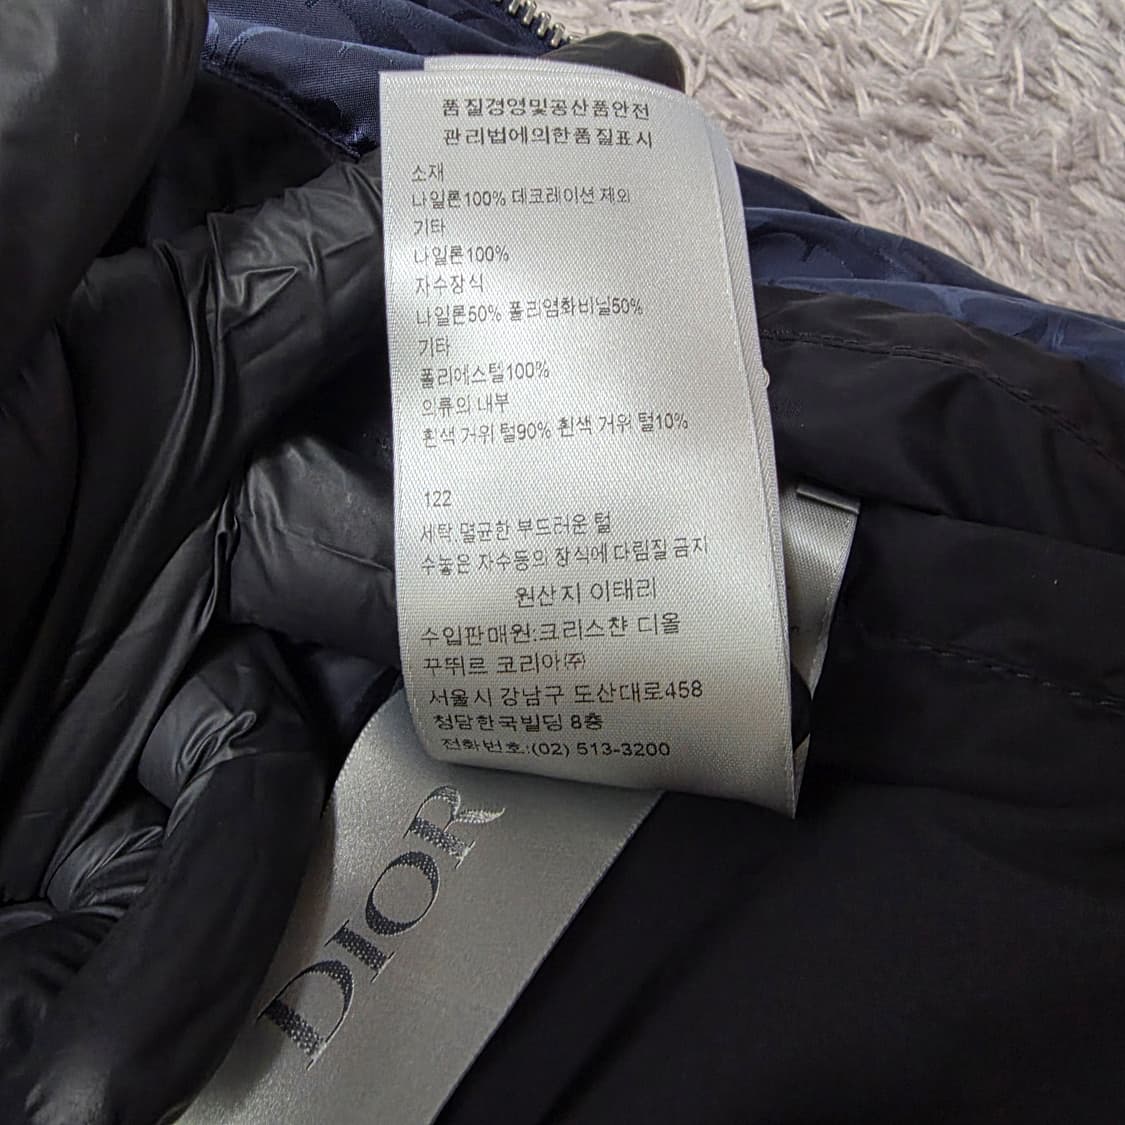 품질경영및공산품안전
관리법에의한품질표시
소재
나일론100% 데코레이션 제외
기타
나일론100%
자수장식
나일론50% 폴리염화비닐50%
기타
폴리에스텔100%
의류의 내부
흰색 거위 털90% 흰색 거위 털10%
122
세탁, 멸균한 부드러운 털
수놓은 자수등의 장식에 다림질 금지
원산지 이태리
수입판매원:크리스챤 디올
꾸뛰르 코리아(주)
서울시 강남구 도산대로458
청담한국빌딩 8층
전화번호:(02) 513-3200
DIOR